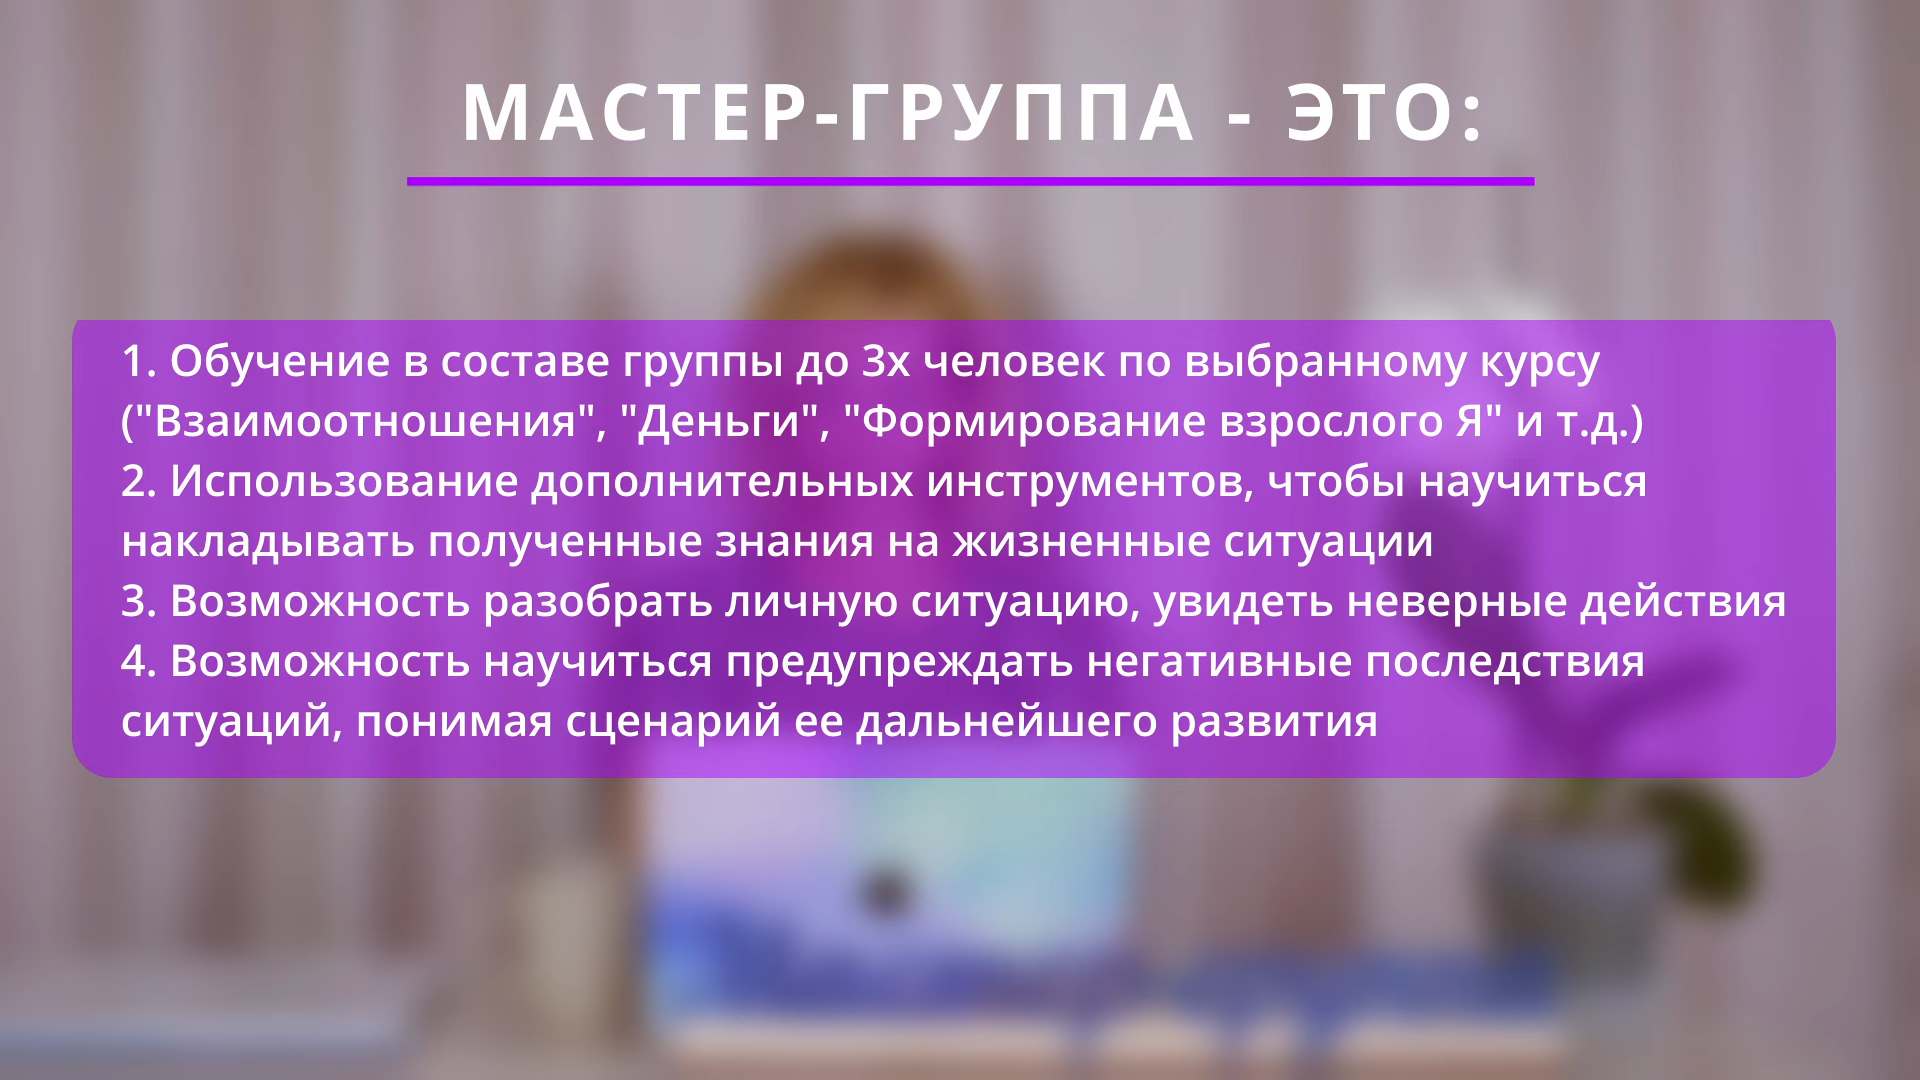 МАСТЕР-ГРУППА - ЭТО:
1. Обучение в составе группы до 3х человек по выбранному курсу
("Взаимоотношения", "Деньги", "Формирование взрослого Я" и т.д.)
2. Использование дополнительных инструментов, чтобы научиться
накладывать полученные знания на жизненные ситуации
3. Возможность разобрать личную ситуацию, увидеть неверные действия
4. Возможность научиться предупреждать негативные последствия
ситуаций, понимая сценарий ее дальнейшего развития